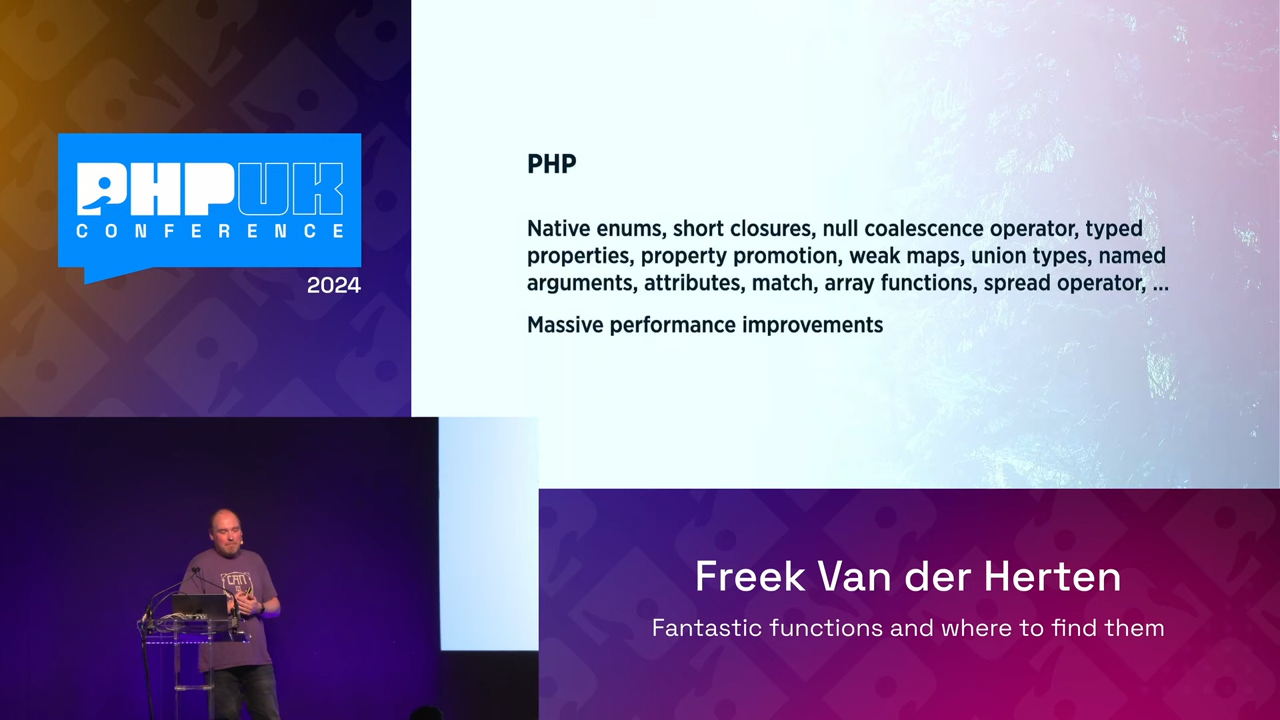 PHPUK
CONFERENCE
2024
PHP
Native enums, short closures, null coalescence operator, typed
properties, property promotion, weak maps, union types, named
arguments, attributes, match, array functions, spread operator, ...
Massive performance improvements
CAN
Freek Van der Herten
Fantastic functions and where to find them